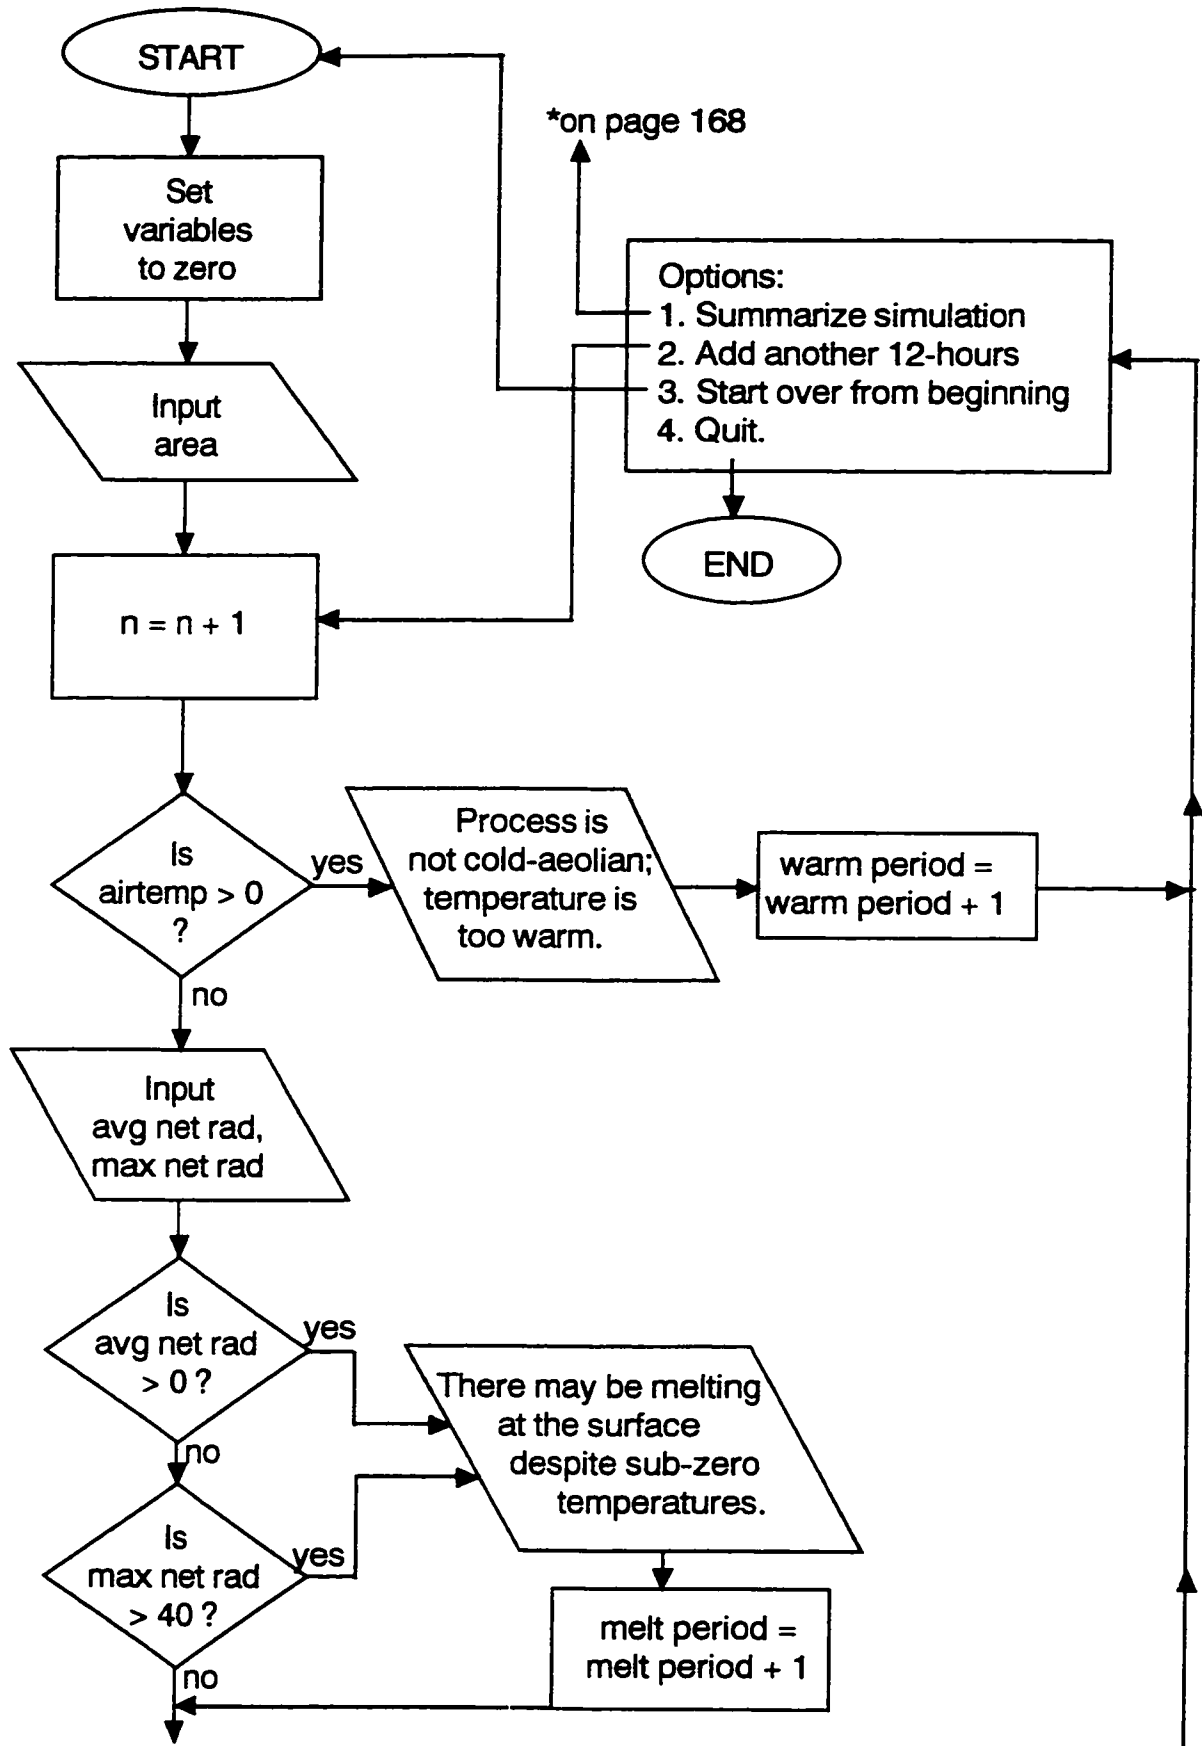 START
*on page 168
Set
variables
to zero
Options:
1. Summarize simulation
2. Add another 12-hours
3. Start over from beginning
4. Quit.
Input
area
END
n = n + 1
Is
airtemp > 0
?
yes
Process is
not cold-aeolian;
temperature is
too warm.
warm period =
warm period + 1
no
Input
avg net rad,
max net rad
Is
avg net rad
> 0 ?
yes
There may be melting
at the surface
despite sub-zero
temperatures.
no
Is
max net rad
> 40 ?
yes
melt period =
melt period + 1
no